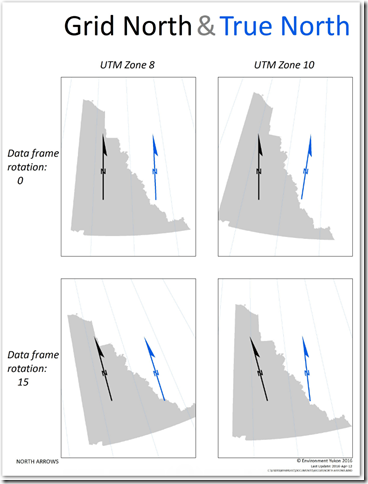 Grid North & True North
UTM Zone 8
UTM Zone 10
Data frame
rotation:
0
N
N
N
N
Data frame
rotation:
15
N
N
N
N
NORTH ARROWS
© Environment Yukon 2016